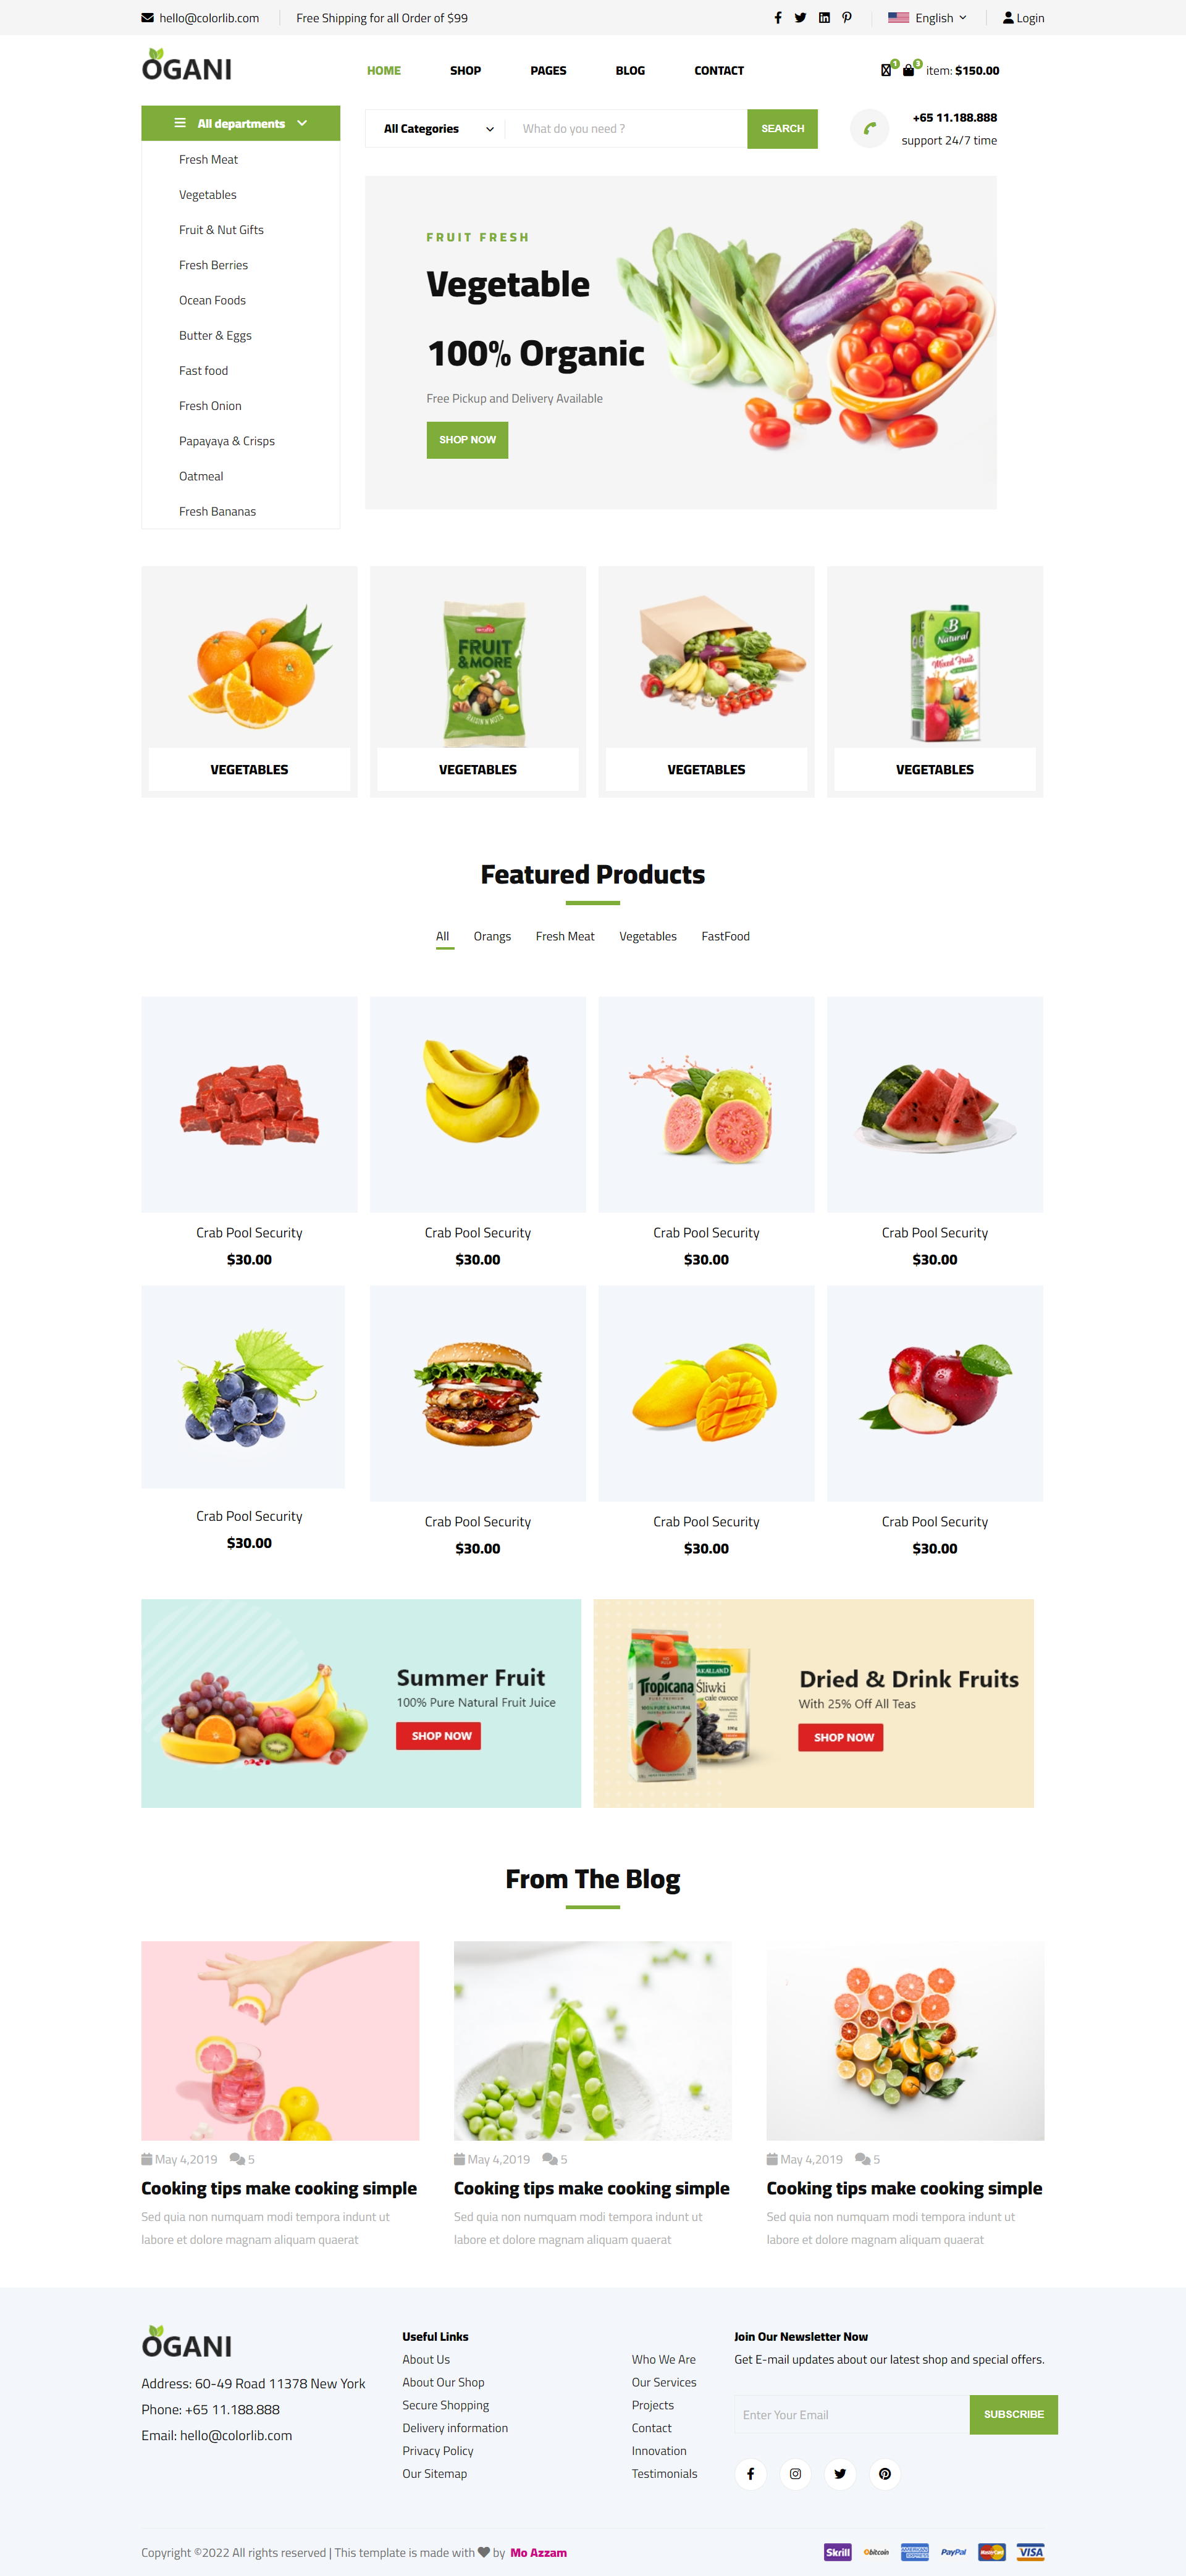 hello@colorlib.com
Free Shipping for all Order of $99
English
Login
OGANI
HOME
SHOP
PAGES
BLOG
CONTACT
1
3
item: $150.00
All departments
All Categories
What do you need ?
SEARCH
+65 11.188.888
support 24/7 time
Fresh Meat
Vegetables
Fruit & Nut Gifts
Fresh Berries
Ocean Foods
Butter & Eggs
Fast food
Fresh Onion
Papayaya & Crisps
Oatmeal
Fresh Bananas
FRUIT FRESH
Vegetable
100% Organic
Free Pickup and Delivery Available
SHOP NOW
FRUIT
& MORE
B
Natural
Mixed Fruit
VEGETABLES
VEGETABLES
VEGETABLES
VEGETABLES
Featured Products
All
Orangs
Fresh Meat
Vegetables
FastFood
Crab Pool Security
$30.00
Crab Pool Security
$30.00
Crab Pool Security
$30.00
Crab Pool Security
$30.00
Crab Pool Security
$30.00
Crab Pool Security
$30.00
Crab Pool Security
$30.00
Crab Pool Security
$30.00
Summer Fruit
100% Pure Natural Fruit Juice
SHOP NOW
Tropicana
BAKALLAND
Śliwki
całe owoce
Dried & Drink Fruits
With 25% Off All Teas
SHOP NOW
From The Blog
May 4,2019 5
Cooking tips make cooking simple
Sed quia non numquam modi tempora indunt ut
labore et dolore magnam aliquam quaerat
May 4,2019 5
Cooking tips make cooking simple
Sed quia non numquam modi tempora indunt ut
labore et dolore magnam aliquam quaerat
May 4,2019 5
Cooking tips make cooking simple
Sed quia non numquam modi tempora indunt ut
labore et dolore magnam aliquam quaerat
OGANI
Address: 60-49 Road 11378 New York
Phone: +65 11.188.888
Email: hello@colorlib.com
Useful Links
About Us
About Our Shop
Secure Shopping
Delivery information
Privacy Policy
Our Sitemap
Who We Are
Our Services
Projects
Contact
Innovation
Testimonials
Join Our Newsletter Now
Get E-mail updates about our latest shop and special offers.
Enter Your Email
SUBSCRIBE
Copyright ©2022 All rights reserved | This template is made with by Mo Azzam
Skrill
bitcoin
AMERICAN EXPRESS
PayPal
MasterCard
VISA